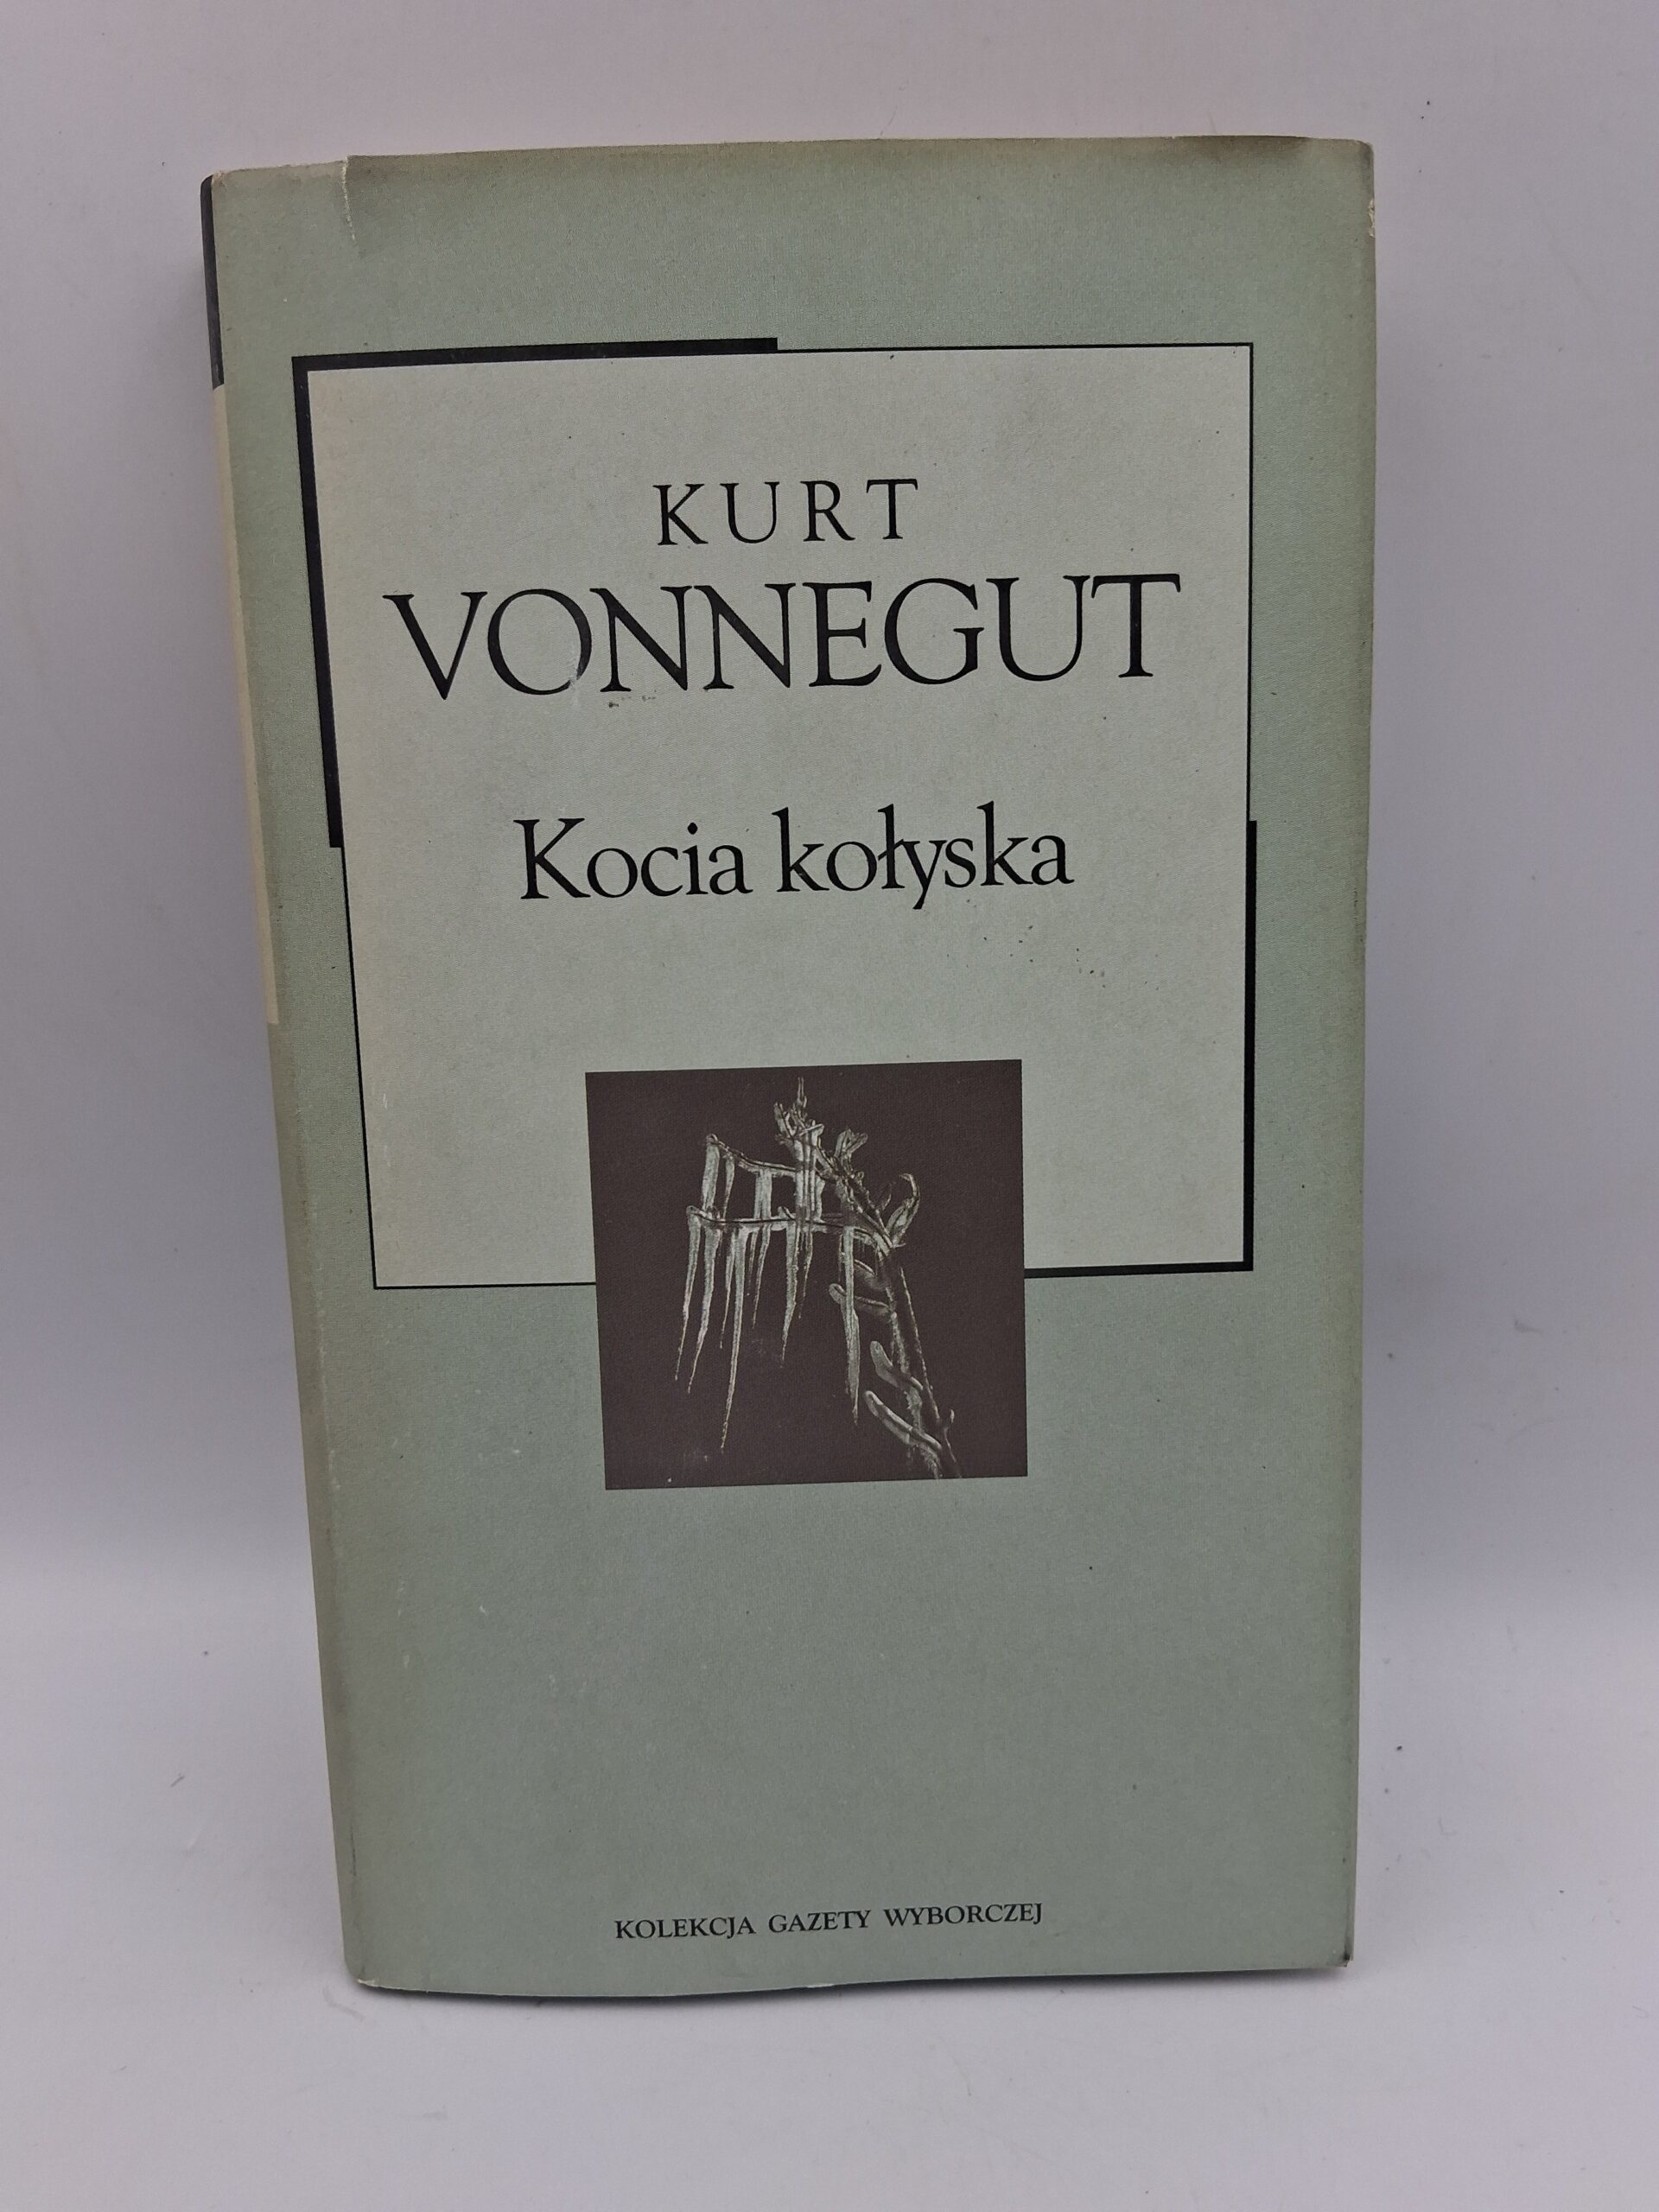 KURT
VONNEGUT
Kocia kołyska
KOLEKCJA GAZETY WYBORCZEJ